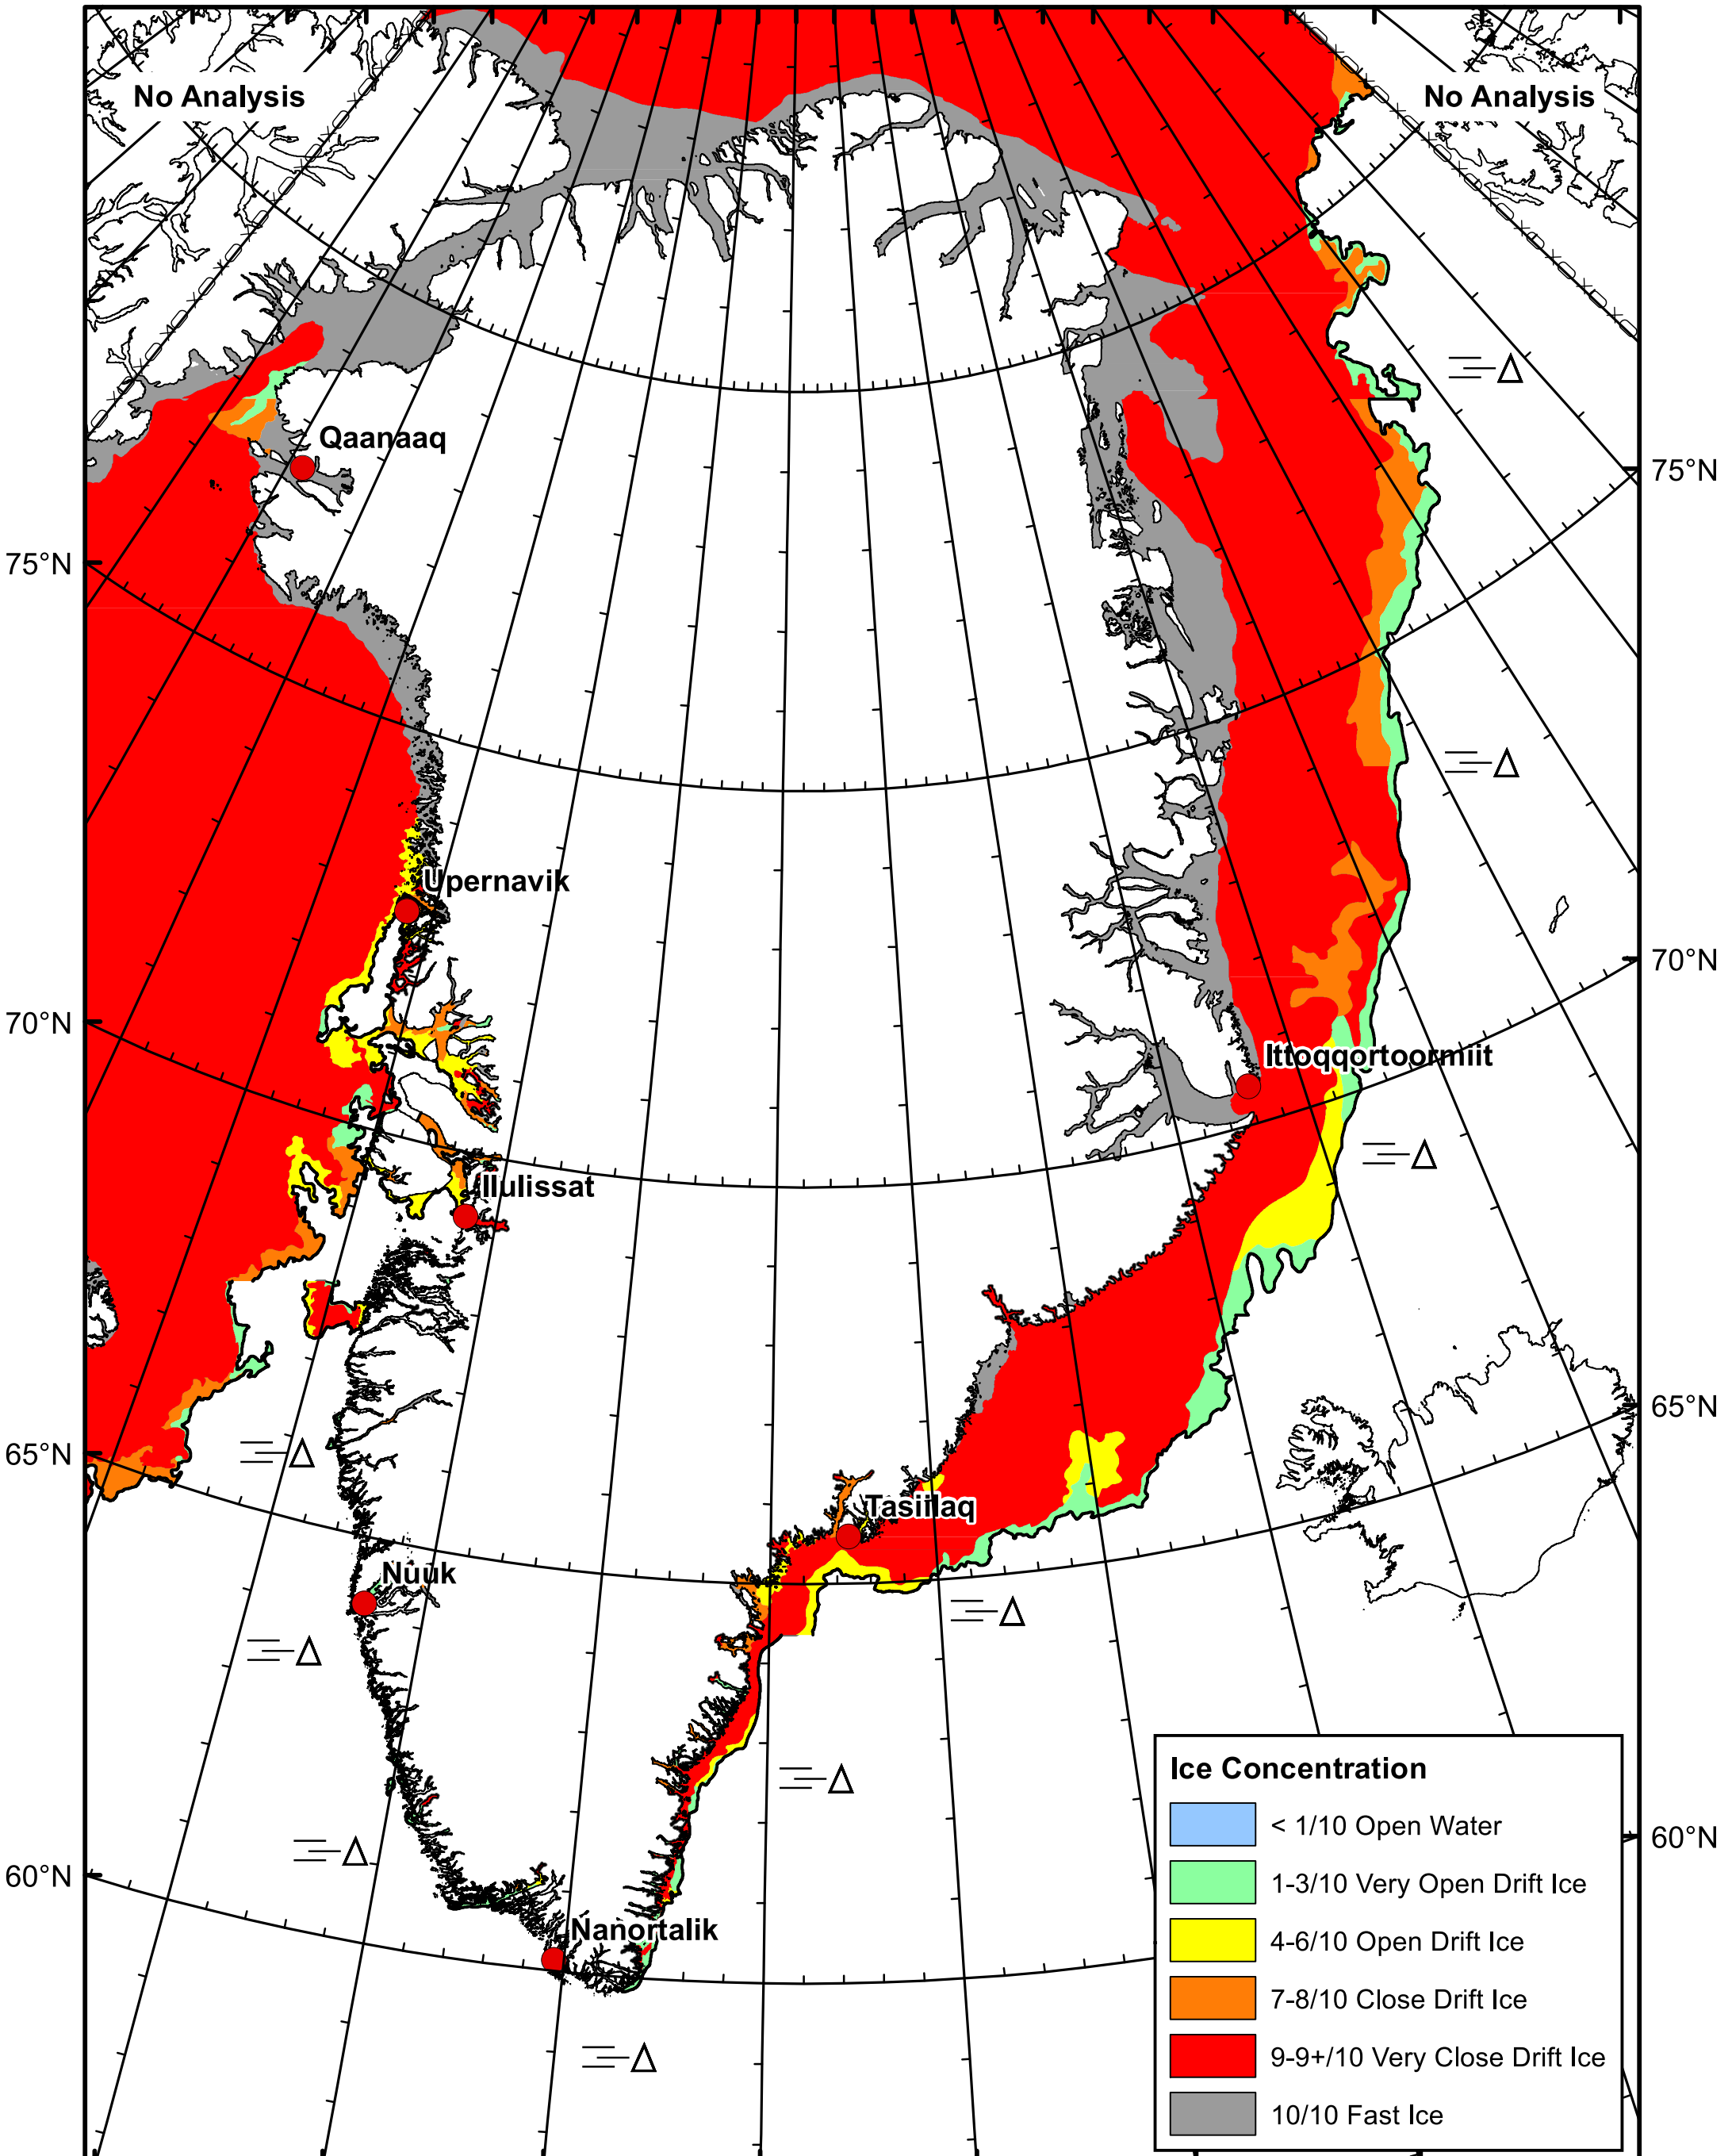 No Analysis
No Analysis
Qaanaaq
75°N
75°N
Upernavik
70°N
70°N
Ittoqqortoormiit
Ilulissat
65°N
65°N
Tasiilaq
Nuuk
Ice Concentration
< 1/10 Open Water
60°N
60°N
1-3/10 Very Open Drift Ice
Nanortalik
4-6/10 Open Drift Ice
7-8/10 Close Drift Ice
9-9+/10 Very Close Drift Ice
10/10 Fast Ice